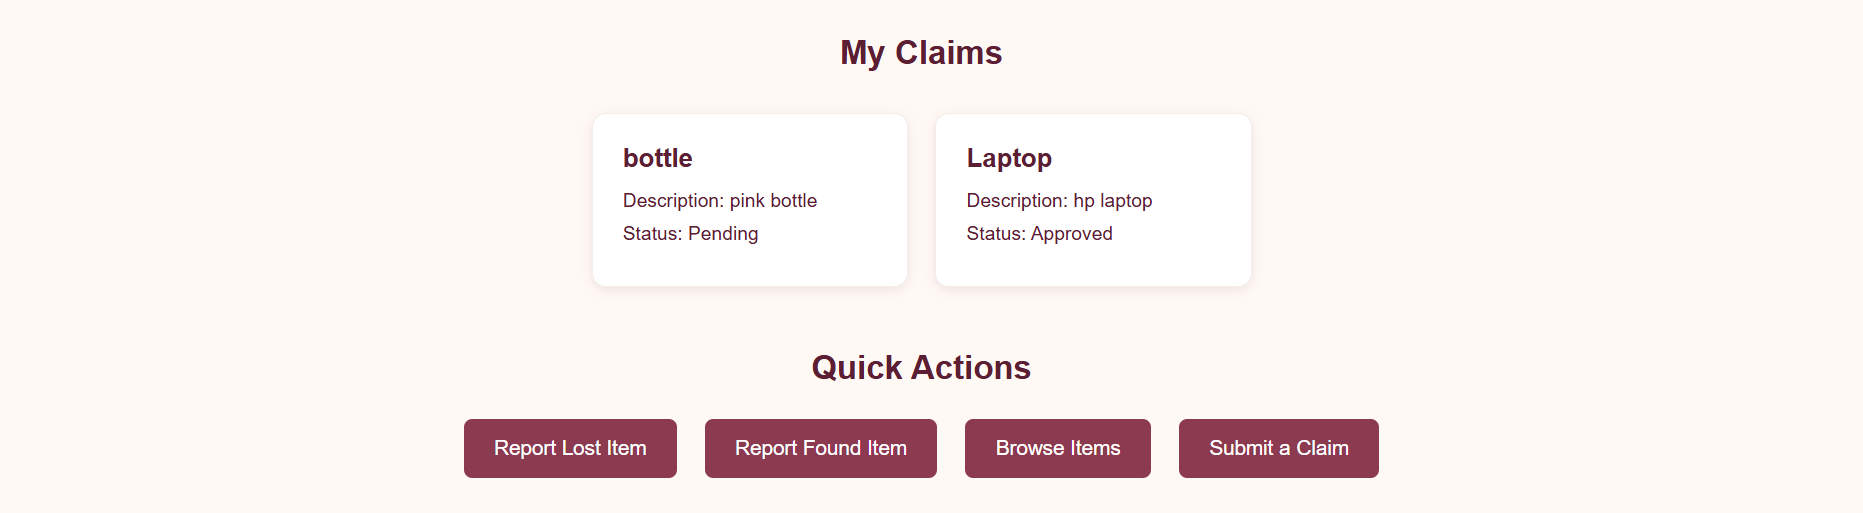 My Claims
bottle
Description: pink bottle
Status: Pending
Laptop
Description: hp laptop
Status: Approved
Quick Actions
Report Lost Item
Report Found Item
Browse Items
Submit a Claim